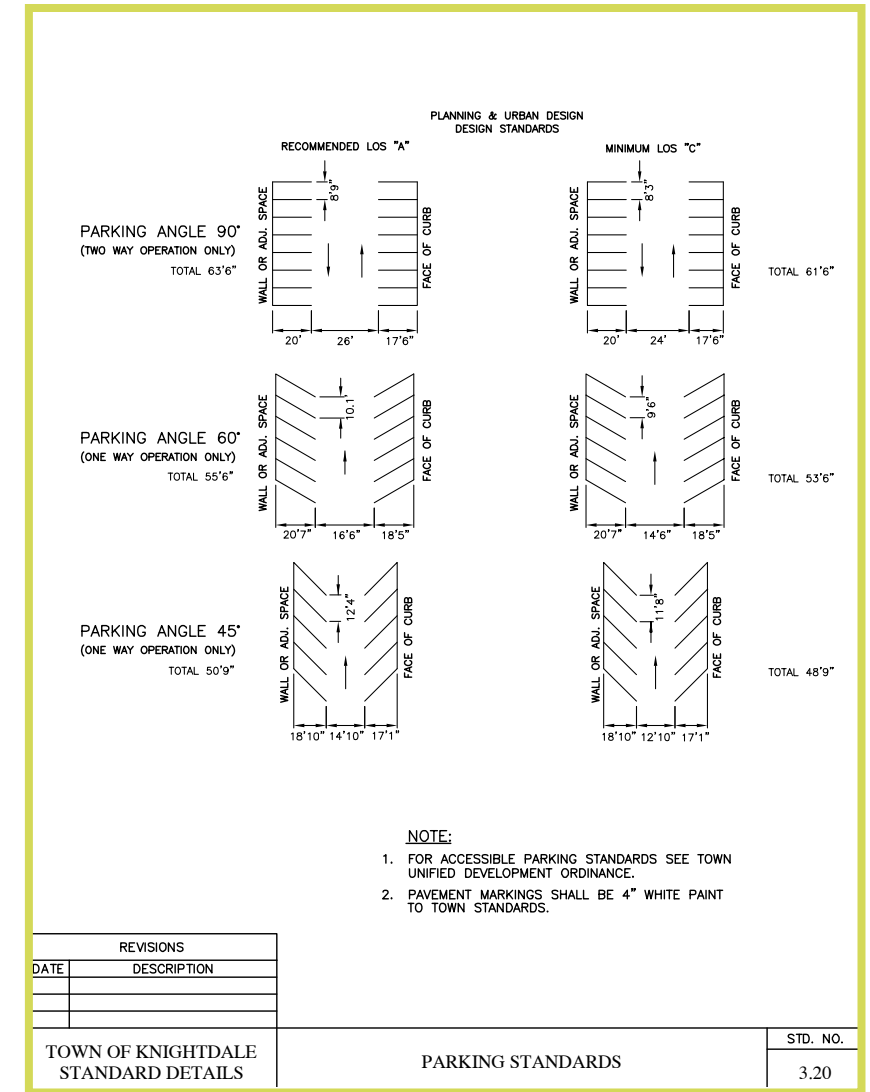 PLANNING & URBAN DESIGN
DESIGN STANDARDS
RECOMMENDED LOS "A"
MINIMUM LOS "C"
PARKING ANGLE 90°
(TWO WAY OPERATION ONLY)
TOTAL 63'6"
WALL OR ADJ. SPACE
8'9"
FACE OF CURB
20' 26' 17'6"
WALL OR ADJ. SPACE
8'3"
FACE OF CURB
20' 24' 17'6"
TOTAL 61'6"
PARKING ANGLE 60°
(ONE WAY OPERATION ONLY)
TOTAL 55'6"
WALL OR ADJ. SPACE
10.1'
FACE OF CURB
20'7" 16'6" 18'5"
WALL OR ADJ. SPACE
9'6"
FACE OF CURB
20'7" 14'6" 18'5"
TOTAL 53'6"
PARKING ANGLE 45°
(ONE WAY OPERATION ONLY)
TOTAL 50'9"
WALL OR ADJ. SPACE
12'4"
FACE OF CURB
18'10" 14'10" 17'1"
WALL OR ADJ. SPACE
11'8"
FACE OF CURB
18'10" 12'10" 17'1"
TOTAL 48'9"
NOTE:
1. FOR ACCESSIBLE PARKING STANDARDS SEE TOWN
UNIFIED DEVELOPMENT ORDINANCE.
2. PAVEMENT MARKINGS SHALL BE 4" WHITE PAINT
TO TOWN STANDARDS.
REVISIONS
DATE DESCRIPTION
TOWN OF KNIGHTDALE
STANDARD DETAILS
PARKING STANDARDS
STD. NO.
3.20